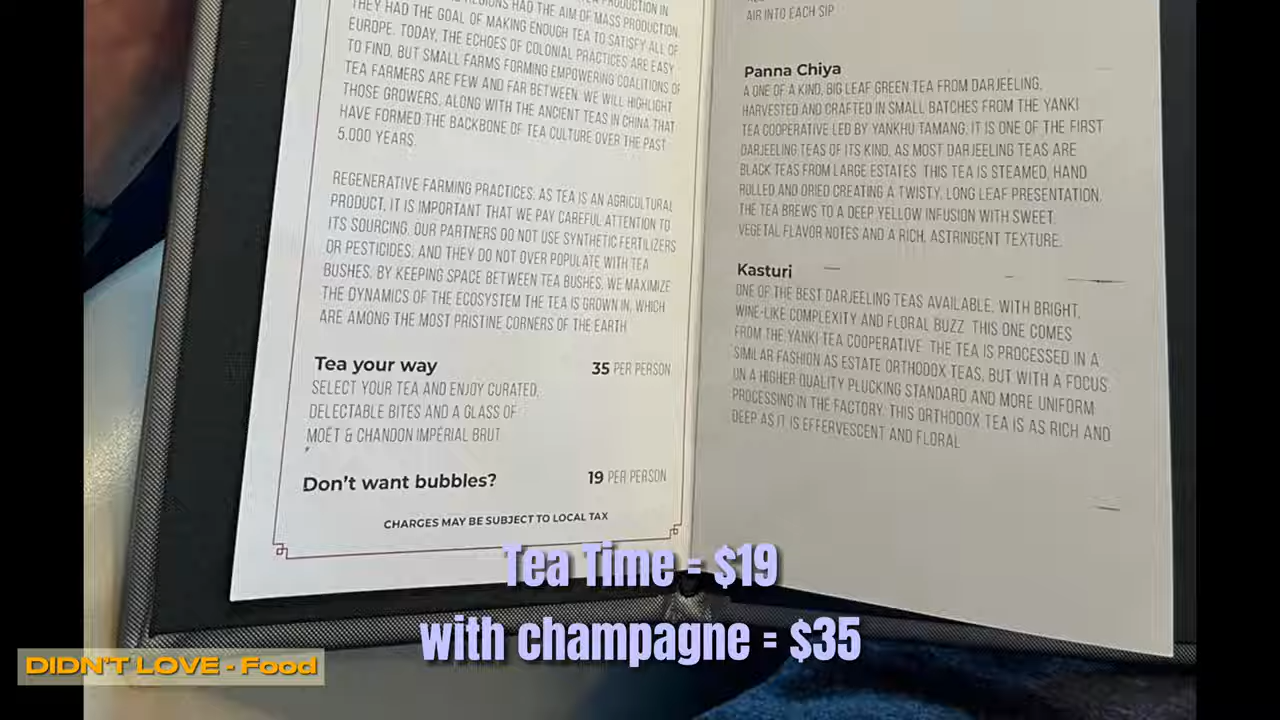 PRODUCTION IN
REGIONS HAD THE AIM OF MASS PRODUCTION.
THEY HAD THE GOAL OF MAKING ENOUGH TEA TO SATISFY ALL OF
EUROPE. TODAY, THE ECHOES OF COLONIAL PRACTICES ARE EASY
TO FIND, BUT SMALL FARMS FORMING EMPOWERING COALITIONS OF
TEA FARMERS ARE FEW AND FAR BETWEEN. WE WILL HIGHLIGHT
THOSE GROWERS, ALONG WITH THE ANCIENT TEAS IN CHINA THAT
HAVE FORMED THE BACKBONE OF TEA CULTURE OVER THE PAST
5,000 YEARS.
REGENERATIVE FARMING PRACTICES. AS TEA IS AN AGRICULTURAL
PRODUCT, IT IS IMPORTANT THAT WE PAY CAREFUL ATTENTION TO
ITS SOURCING. OUR PARTNERS DO NOT USE SYNTHETIC FERTILIZERS
OR PESTICIDES, AND THEY DO NOT OVER POPULATE WITH TEA
BUSHES. BY KEEPING SPACE BETWEEN TEA BUSHES, WE MAXIMIZE
THE DYNAMICS OF THE ECOSYSTEM THE TEA IS GROWN IN, WHICH
ARE AMONG THE MOST PRISTINE CORNERS OF THE EARTH
Tea your way 35 PER PERSON
SELECT YOUR TEA AND ENJOY CURATED,
DELECTABLE BITES AND A GLASS OF
MOËT & CHANDON IMPÉRIAL BRUT
Don't want bubbles? 19 PER PERSON
CHARGES MAY BE SUBJECT TO LOCAL TAX
AIR INTO EACH SIP
Panna Chiya
A ONE OF A KIND, BIG LEAF GREEN TEA FROM DARJEELING,
HARVESTED AND CRAFTED IN SMALL BATCHES FROM THE YANKI
TEA COOPERATIVE LED BY YANKHU TAMANG. IT IS ONE OF THE FIRST
DARJEELING TEAS OF ITS KIND, AS MOST DARJEELING TEAS ARE
BLACK TEAS FROM LARGE ESTATES. THIS TEA IS STEAMED, HAND
ROLLED AND DRIED CREATING A TWISTY, LONG LEAF PRESENTATION.
THE TEA BREWS TO A DEEP YELLOW INFUSION WITH SWEET,
VEGETAL FLAVOR NOTES AND A RICH, ASTRINGENT TEXTURE.
Kasturi
ONE OF THE BEST DARJEELING TEAS AVAILABLE, WITH BRIGHT,
WINE-LIKE COMPLEXITY AND FLORAL BUZZ. THIS ONE COMES
FROM THE YANKI TEA COOPERATIVE. THE TEA IS PROCESSED IN A
SIMILAR FASHION AS ESTATE ORTHODOX TEAS, BUT WITH A FOCUS
ON A HIGHER QUALITY PLUCKING STANDARD AND MORE UNIFORM
PROCESSING IN THE FACTORY. THIS ORTHODOX TEA IS AS RICH AND
DEEP AS IT IS EFFERVESCENT AND FLORAL
Tea Time = $19
with champagne = $35
DIDN'T LOVE - Food